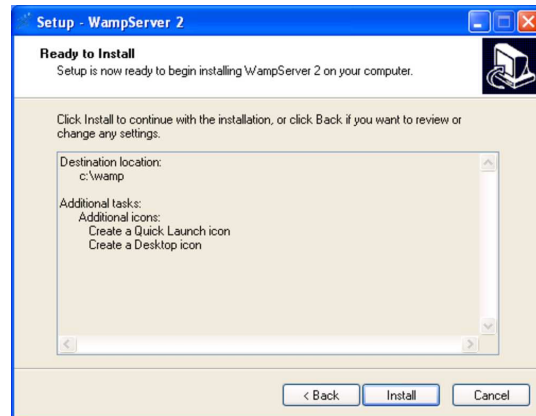 Setup - WampServer 2
Ready to Install
Setup is now ready to begin installing WampServer 2 on your computer.
Click Install to continue with the installation, or click Back if you want to review or
change any settings.
Destination location:
c:\wamp
Additional tasks:
Additional icons:
Create a Quick Launch icon
Create a Desktop icon
< Back
Install
Cancel